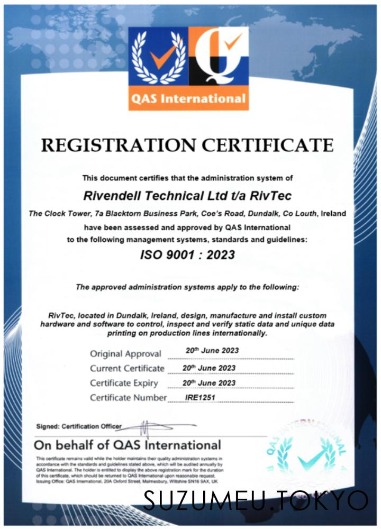 QAS International
REGISTRATION CERTIFICATE
This document certifies that the administration system of
Rivendell Technical Ltd t/a RivTec
The Clock Tower, 7a Blacktorn Business Park, Coe's Road, Dundalk, Co Louth, Ireland
have been assessed and approved by QAS International
to the following management systems, standards and guidelines:
ISO 9001 : 2023
The approved administration systems apply to the following:
RivTec, located in Dundalk, Ireland, design, manufacture and install custom
hardware and software to control, inspect and verify static data and unique data
printing on production lines internationally.
Original Approval 20th June 2023
Current Certificate 20th June 2023
Certificate Expiry 20th June 2023
Certificate Number IRE1251
Signed: Certification Officer
On behalf of QAS International
This certificate remains valid while the holder maintains their quality administration systems in
accordance with the standards and guidelines stated above, which will be audited annually by
QAS International. The holder is entitled to display the above registration mark for the duration
of this certificate, which should be returned to QAS International upon reasonable request.
Issuing Office: QAS International, 20A Oxford Street, Malmesbury, Wiltshire SN16 9AX, UK
SUZUMEU.TOKYO